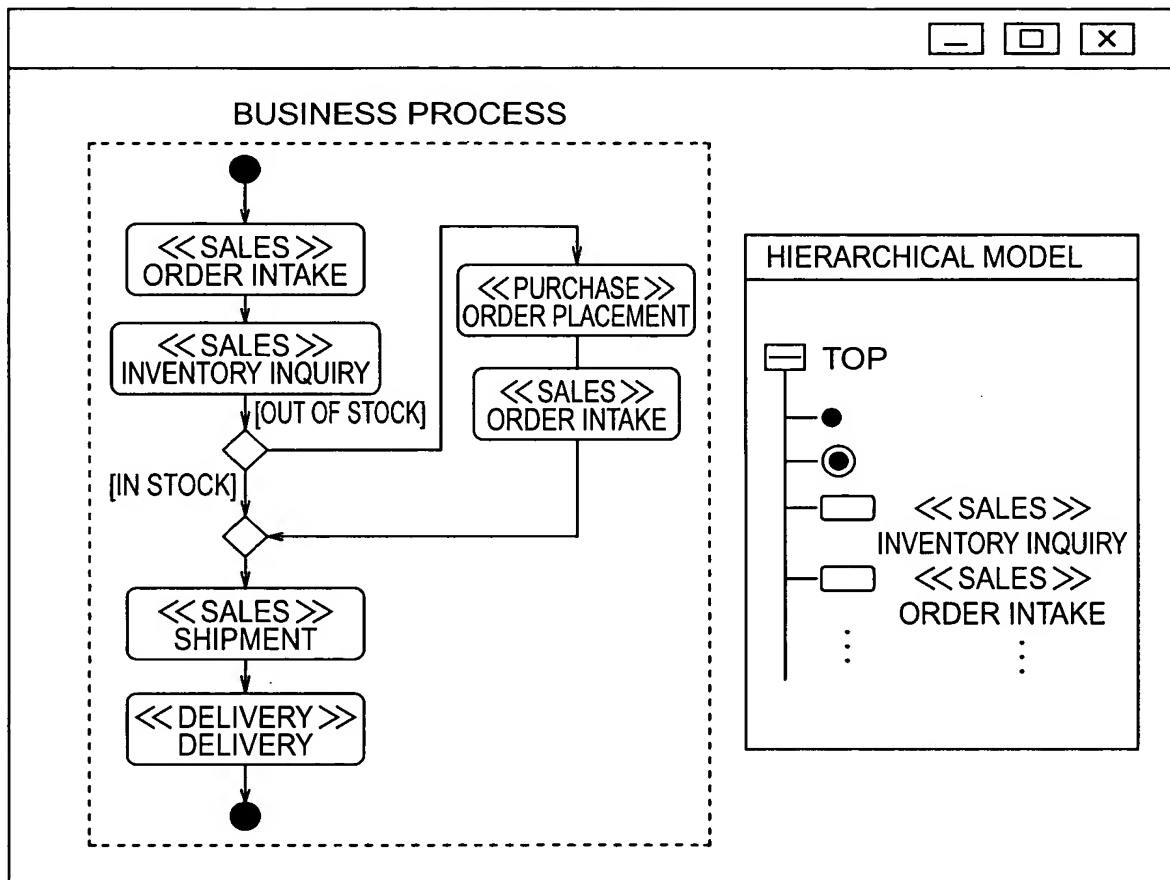 BUSINESS PROCESS
<<SALES>>
ORDER INTAKE
<<SALES>>
INVENTORY INQUIRY
[OUT OF STOCK]
[IN STOCK]
<<PURCHASE>>
ORDER PLACEMENT
<<SALES>>
ORDER INTAKE
<<SALES>>
SHIPMENT
<<DELIVERY>>
DELIVERY
HIERARCHICAL MODEL
TOP
<<SALES>>
INVENTORY INQUIRY
<<SALES>>
ORDER INTAKE